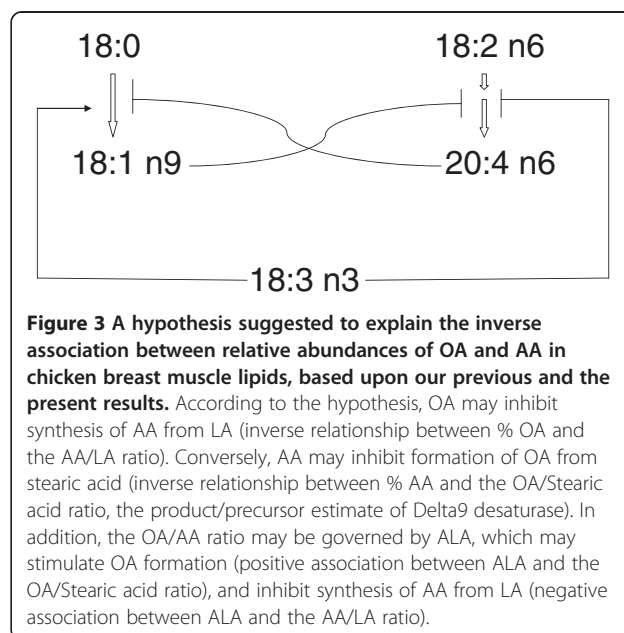 18:0 18:2 n6
18:1 n9 20:4 n6
18:3 n3
Figure 3 A hypothesis suggested to explain the inverse
association between relative abundances of OA and AA in
chicken breast muscle lipids, based upon our previous and the
present results. According to the hypothesis, OA may inhibit
synthesis of AA from LA (inverse relationship between % OA and
the AA/LA ratio). Conversely, AA may inhibit formation of OA from
stearic acid (inverse relationship between % AA and the OA/Stearic
acid ratio, the product/precursor estimate of Delta9 desaturase). In
addition, the OA/AA ratio may be governed by ALA, which may
stimulate OA formation (positive association between ALA and the
OA/Stearic acid ratio), and inhibit synthesis of AA from LA (negative
association between ALA and the AA/LA ratio).